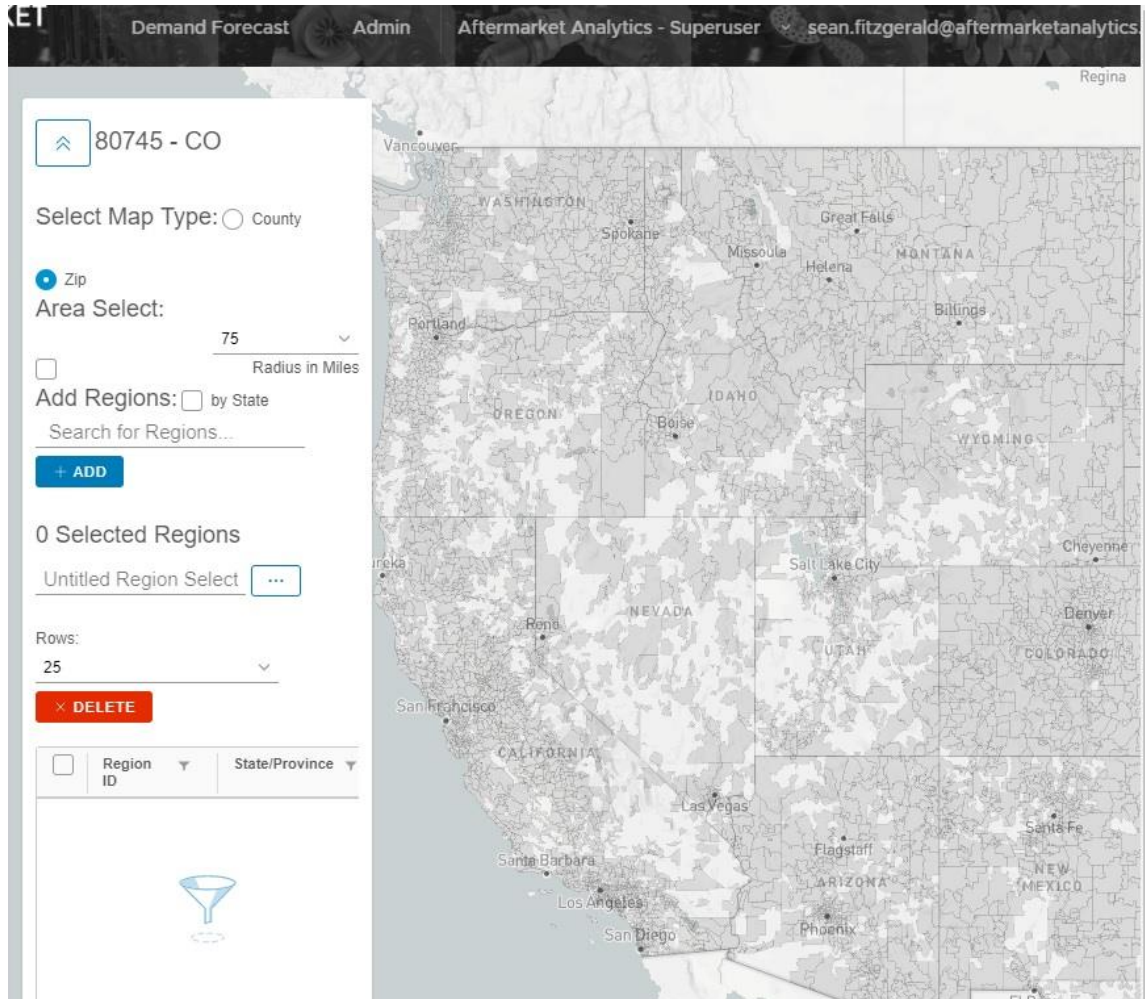 KET
Demand Forecast
Admin
Aftermarket Analytics - Superuser
sean.fitzgerald@aftermarketanalytics.
80745 - CO
Select Map Type:
County
Zip
Area Select:
75
Radius in Miles
Add Regions:
by State
Search for Regions...
+ ADD
0 Selected Regions
Untitled Region Select
...
Rows:
25
× DELETE
Region
ID
State/Province
Regina
Vancouver
WASHINGTON
Spokane
Great Falls
Missoula
Helena
MONTANA
Billings
Portland
IDAHO
OREGON
Boise
WYOMING
Cheyenne
ureka
Salt Lake City
NEVADA
Denver
Reno
UTAH
COLORADO
San Francisco
CALIFORNIA
Las Vegas
Santa Fe
Flagstaff
Santa Barbara
NEW
MEXICO
ARIZONA
Los Angeles
Phoenix
San Diego